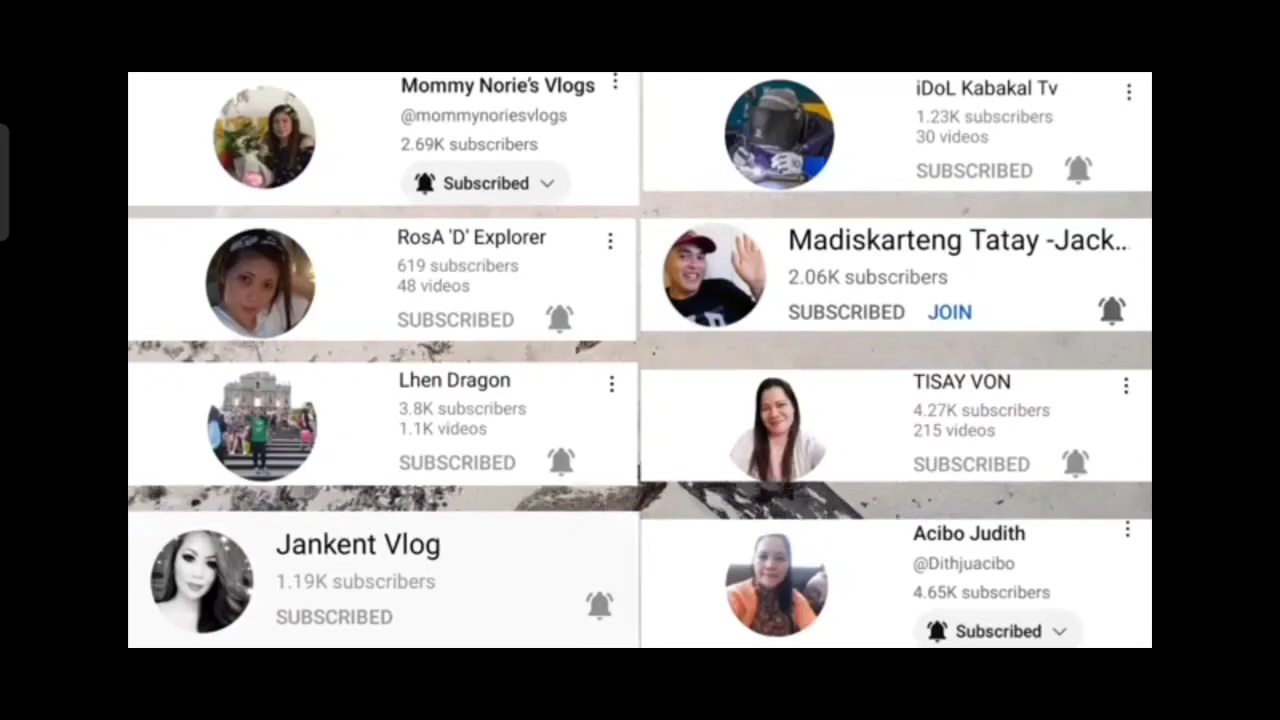 Mommy Norie's Vlogs
@mommynoriesvlogs
2.69K subscribers
Subscribed
iDoL Kabakal Tv
1.23K subscribers
30 videos
SUBSCRIBED
RosA 'D' Explorer
619 subscribers
48 videos
SUBSCRIBED
Madiskarteng Tatay -Jack...
2.06K subscribers
SUBSCRIBED JOIN
Lhen Dragon
3.8K subscribers
1.1K videos
SUBSCRIBED
TISAY VON
4.27K subscribers
215 videos
SUBSCRIBED
Jankent Vlog
1.19K subscribers
SUBSCRIBED
Acibo Judith
@Dithjuacibo
4.65K subscribers
Subscribed